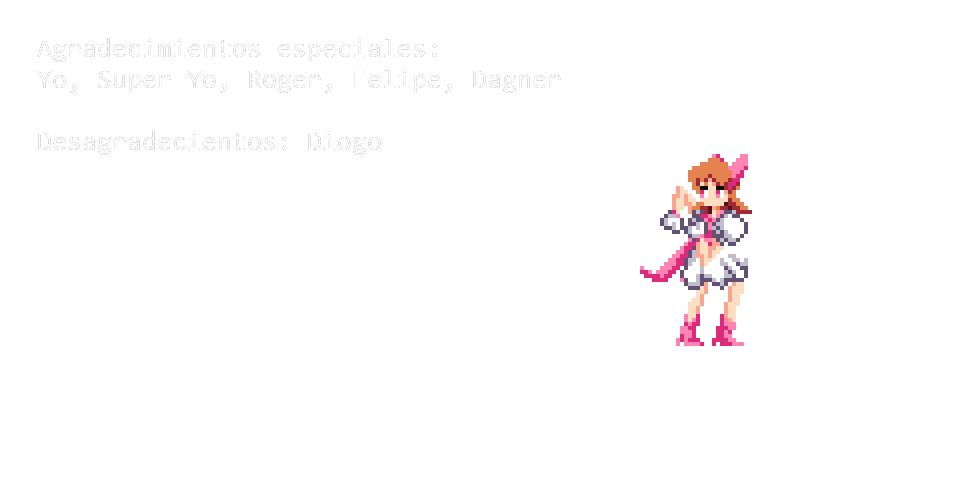 Agradecimientos especiales:
Yo, Super Yo, Roger, Felipe, Dagner
Desagradecientos: Diogo